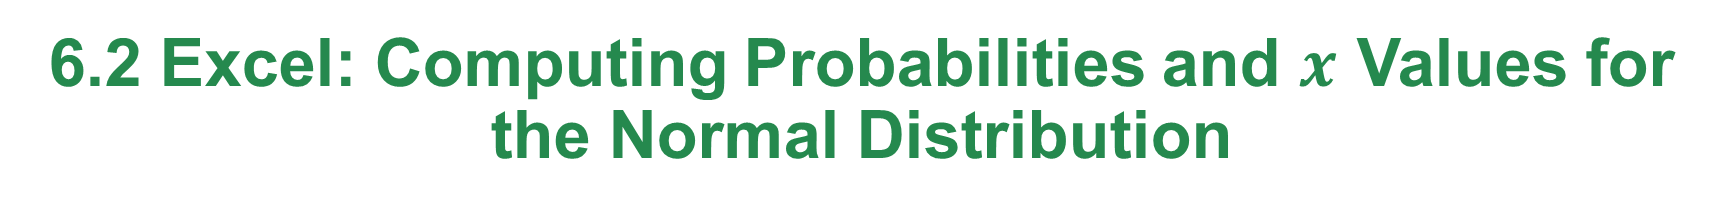 6.2 Excel: Computing Probabilities and 𝑥 Values for
the Normal Distribution